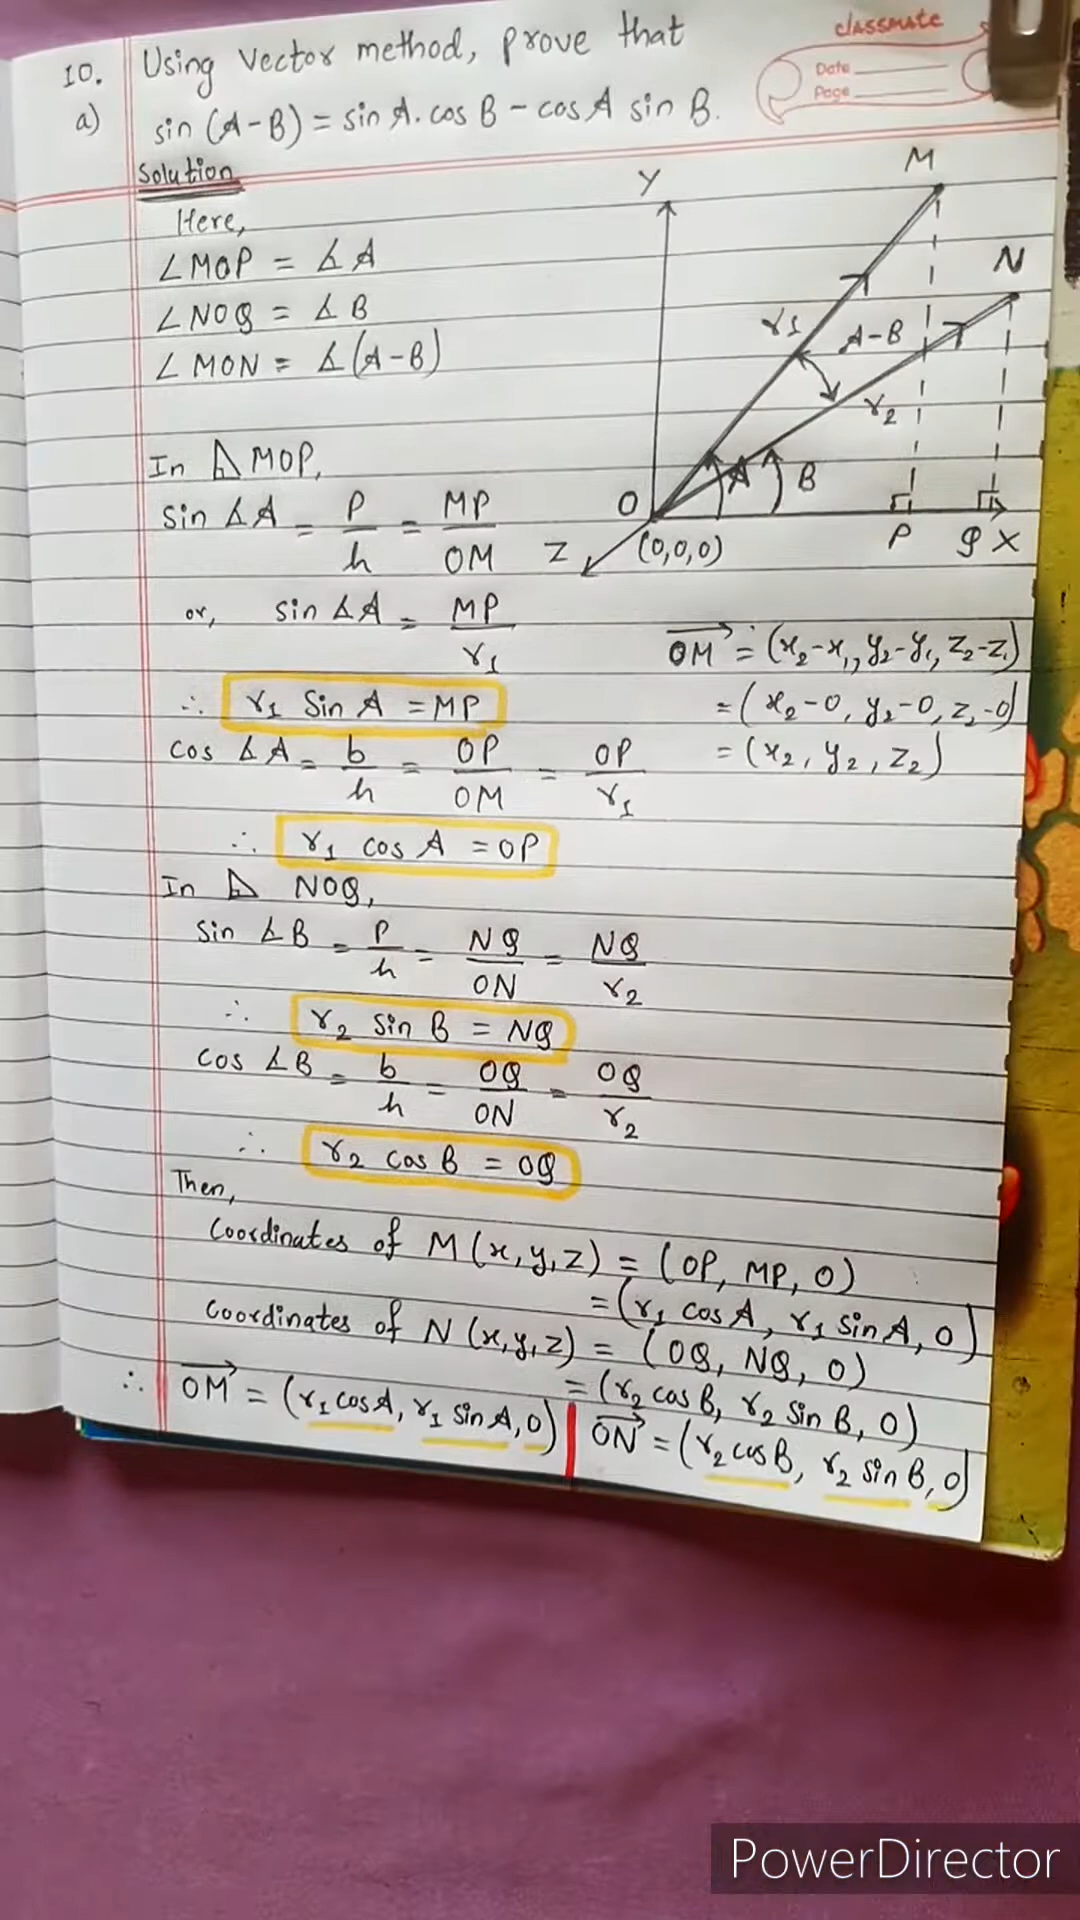 classmate
Date
Page
10. Using vector method, prove that
a) sin (A-B) = sin A. cos B - cos A sin B.
Solution
Here,
∠MOP = ∡A
∠NOQ = ∡B
∠MON = ∡(A-B)
Y
M
N
r1
A-B
r2
A
B
O
(0,0,0)
Z
P
Q X
In ⊿ MOP,
sin ∡A = p/h = MP/OM
or, sin ∡A = MP/r1
∴ r1 sin A = MP
cos ∡A = b/h = OP/OM = OP/r1
∴ r1 cos A = OP
OM→ = (x2-x1, y2-y1, z2-z1)
= (x2-0, y2-0, z2-0)
= (x2, y2, z2)
In ⊿ NOQ,
sin ∡B = p/h = NQ/ON = NQ/r2
∴ r2 sin B = NQ
cos ∡B = b/h = OQ/ON = OQ/r2
∴ r2 cos B = OQ
Then,
Coordinates of M(x,y,z) = (OP, MP, 0)
= (r1 cos A, r1 sin A, 0)
Coordinates of N(x,y,z) = (OQ, NQ, 0)
= (r2 cos B, r2 sin B, 0)
∴ OM→ = (r1 cos A, r1 sin A, 0) | ON→ = (r2 cos B, r2 sin B, 0)
PowerDirector